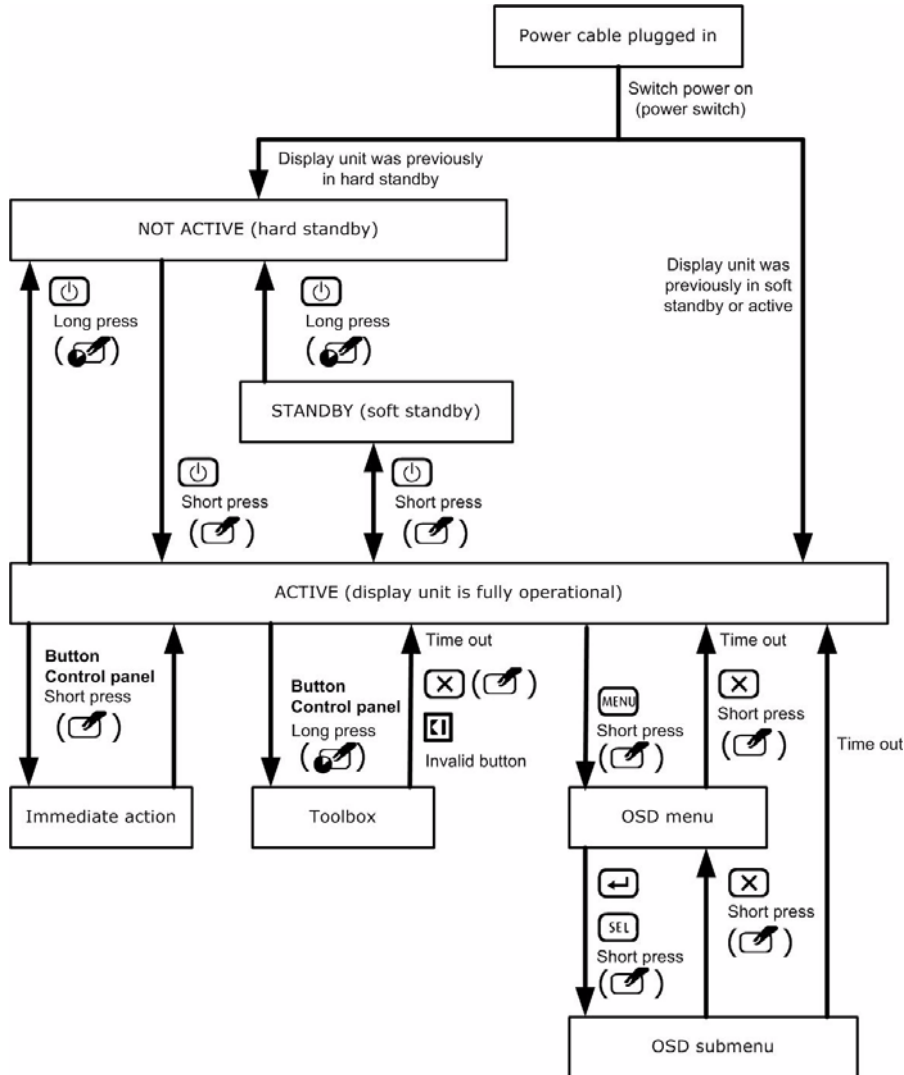 Power cable plugged in
Switch power on
(power switch)
Display unit was previously
in hard standby
NOT ACTIVE (hard standby)
Display unit was
previously in soft
standby or active
Long press
Long press
STANDBY (soft standby)
Short press
Short press
ACTIVE (display unit is fully operational)
Button
Control panel
Short press
Button
Control panel
Long press
Time out
Invalid button
MENU
Short press
Time out
Short press
Time out
Immediate action
Toolbox
OSD menu
SEL
Short press
Short press
OSD submenu